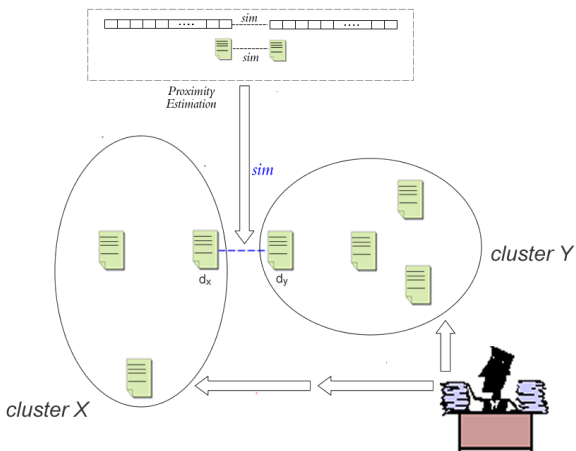 .... sim ....
sim
Proximity
Estimation
sim
cluster Y
dx dy
cluster X